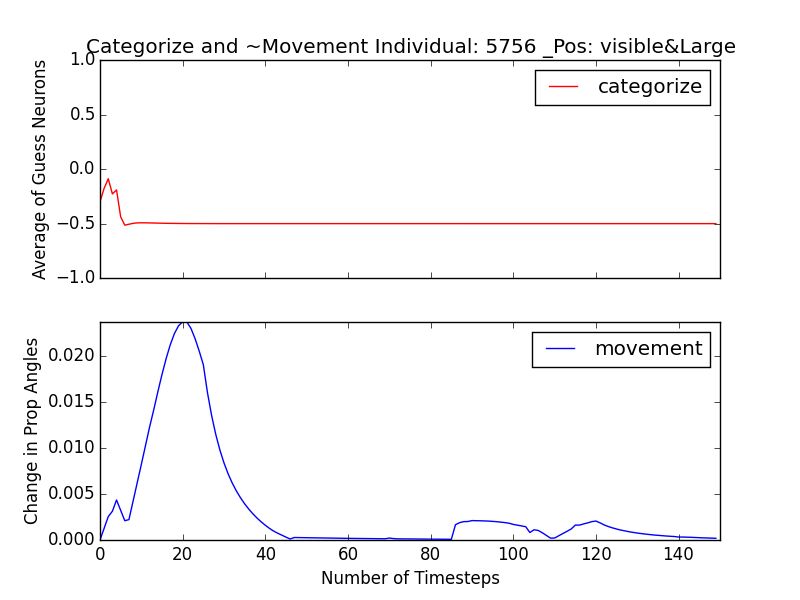 Categorize and ~Movement Individual: 5756 _Pos: visible&Large
1.0
0.5
0.0
−0.5
−1.0
Average of Guess Neurons
categorize
0.020
0.015
0.010
0.005
0.000
Change in Prop Angles
movement
0 20 40 60 80 100 120 140
Number of Timesteps